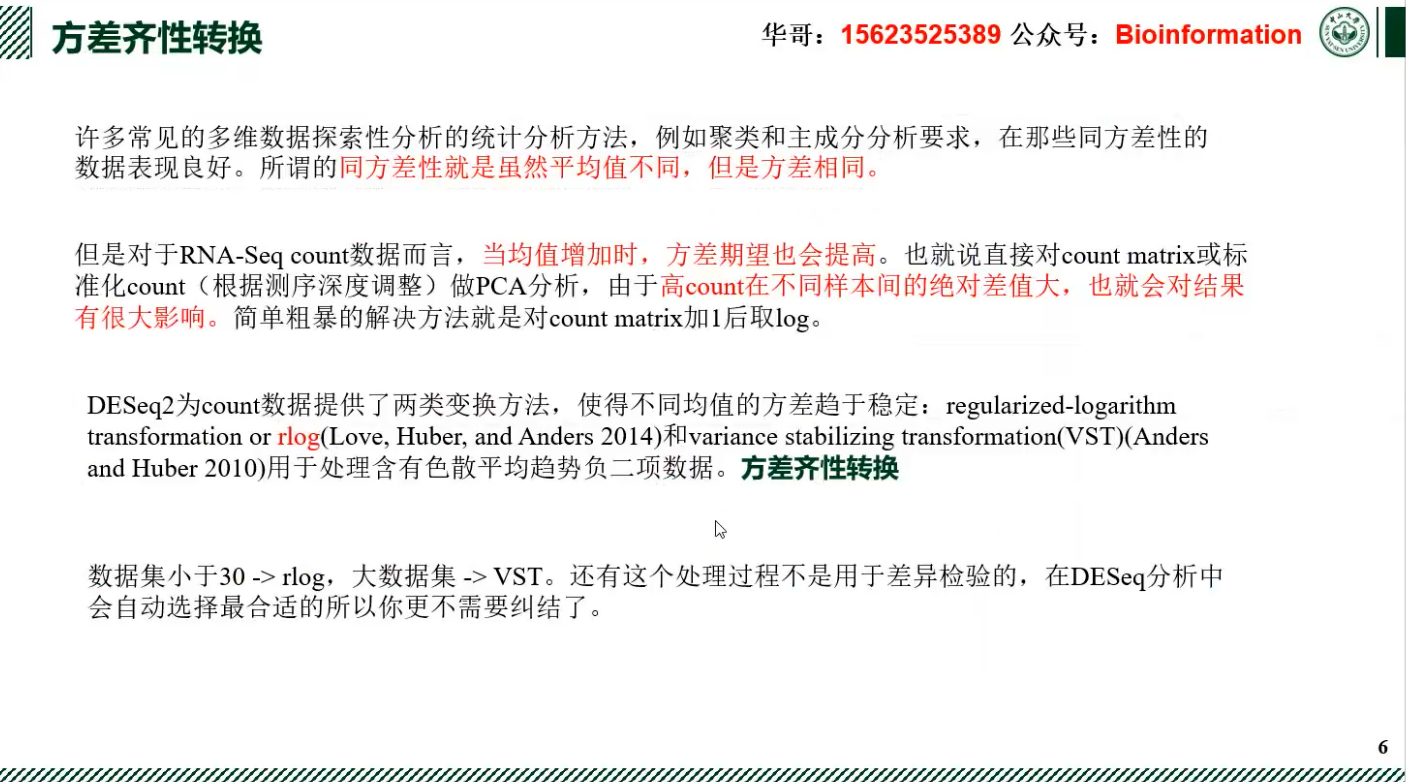 方差齐性转换
华哥：15623525389 公众号：Bioinformation
许多常见的多维数据探索性分析的统计分析方法，例如聚类和主成分分析要求，在那些同方差性的
数据表现良好。所谓的同方差性就是虽然平均值不同，但是方差相同。
但是对于RNA-Seq count数据而言，当均值增加时，方差期望也会提高。也就说直接对count matrix或标
准化count（根据测序深度调整）做PCA分析，由于高count在不同样本间的绝对差值大，也就会对结果
有很大影响。简单粗暴的解决方法就是对count matrix加1后取log。
DESeq2为count数据提供了两类变换方法，使得不同均值的方差趋于稳定：regularized-logarithm
transformation or rlog(Love, Huber, and Anders 2014)和variance stabilizing transformation(VST)(Anders
and Huber 2010)用于处理含有色散平均趋势负二项数据。方差齐性转换
数据集小于30 -> rlog，大数据集 -> VST。还有这个处理过程不是用于差异检验的，在DESeq分析中
会自动选择最合适的所以你更不需要纠结了。
6